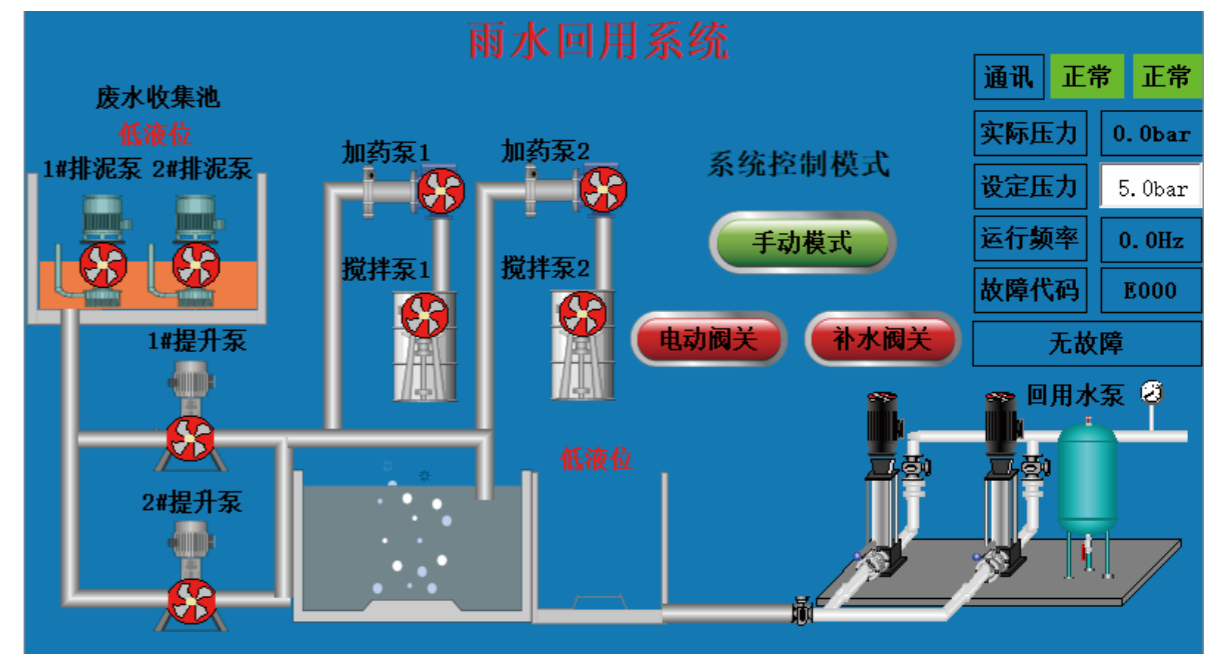 雨水回用系统
通讯 正常 正常
废水收集池
低液位
1#排泥泵 2#排泥泵
加药泵1 加药泵2
搅拌泵1 搅拌泵2
1#提升泵
2#提升泵
低液位
系统控制模式
手动模式
电动阀关 补水阀关
实际压力 0.0bar
设定压力 5.0bar
运行频率 0.0Hz
故障代码 E000
无故障
回用水泵